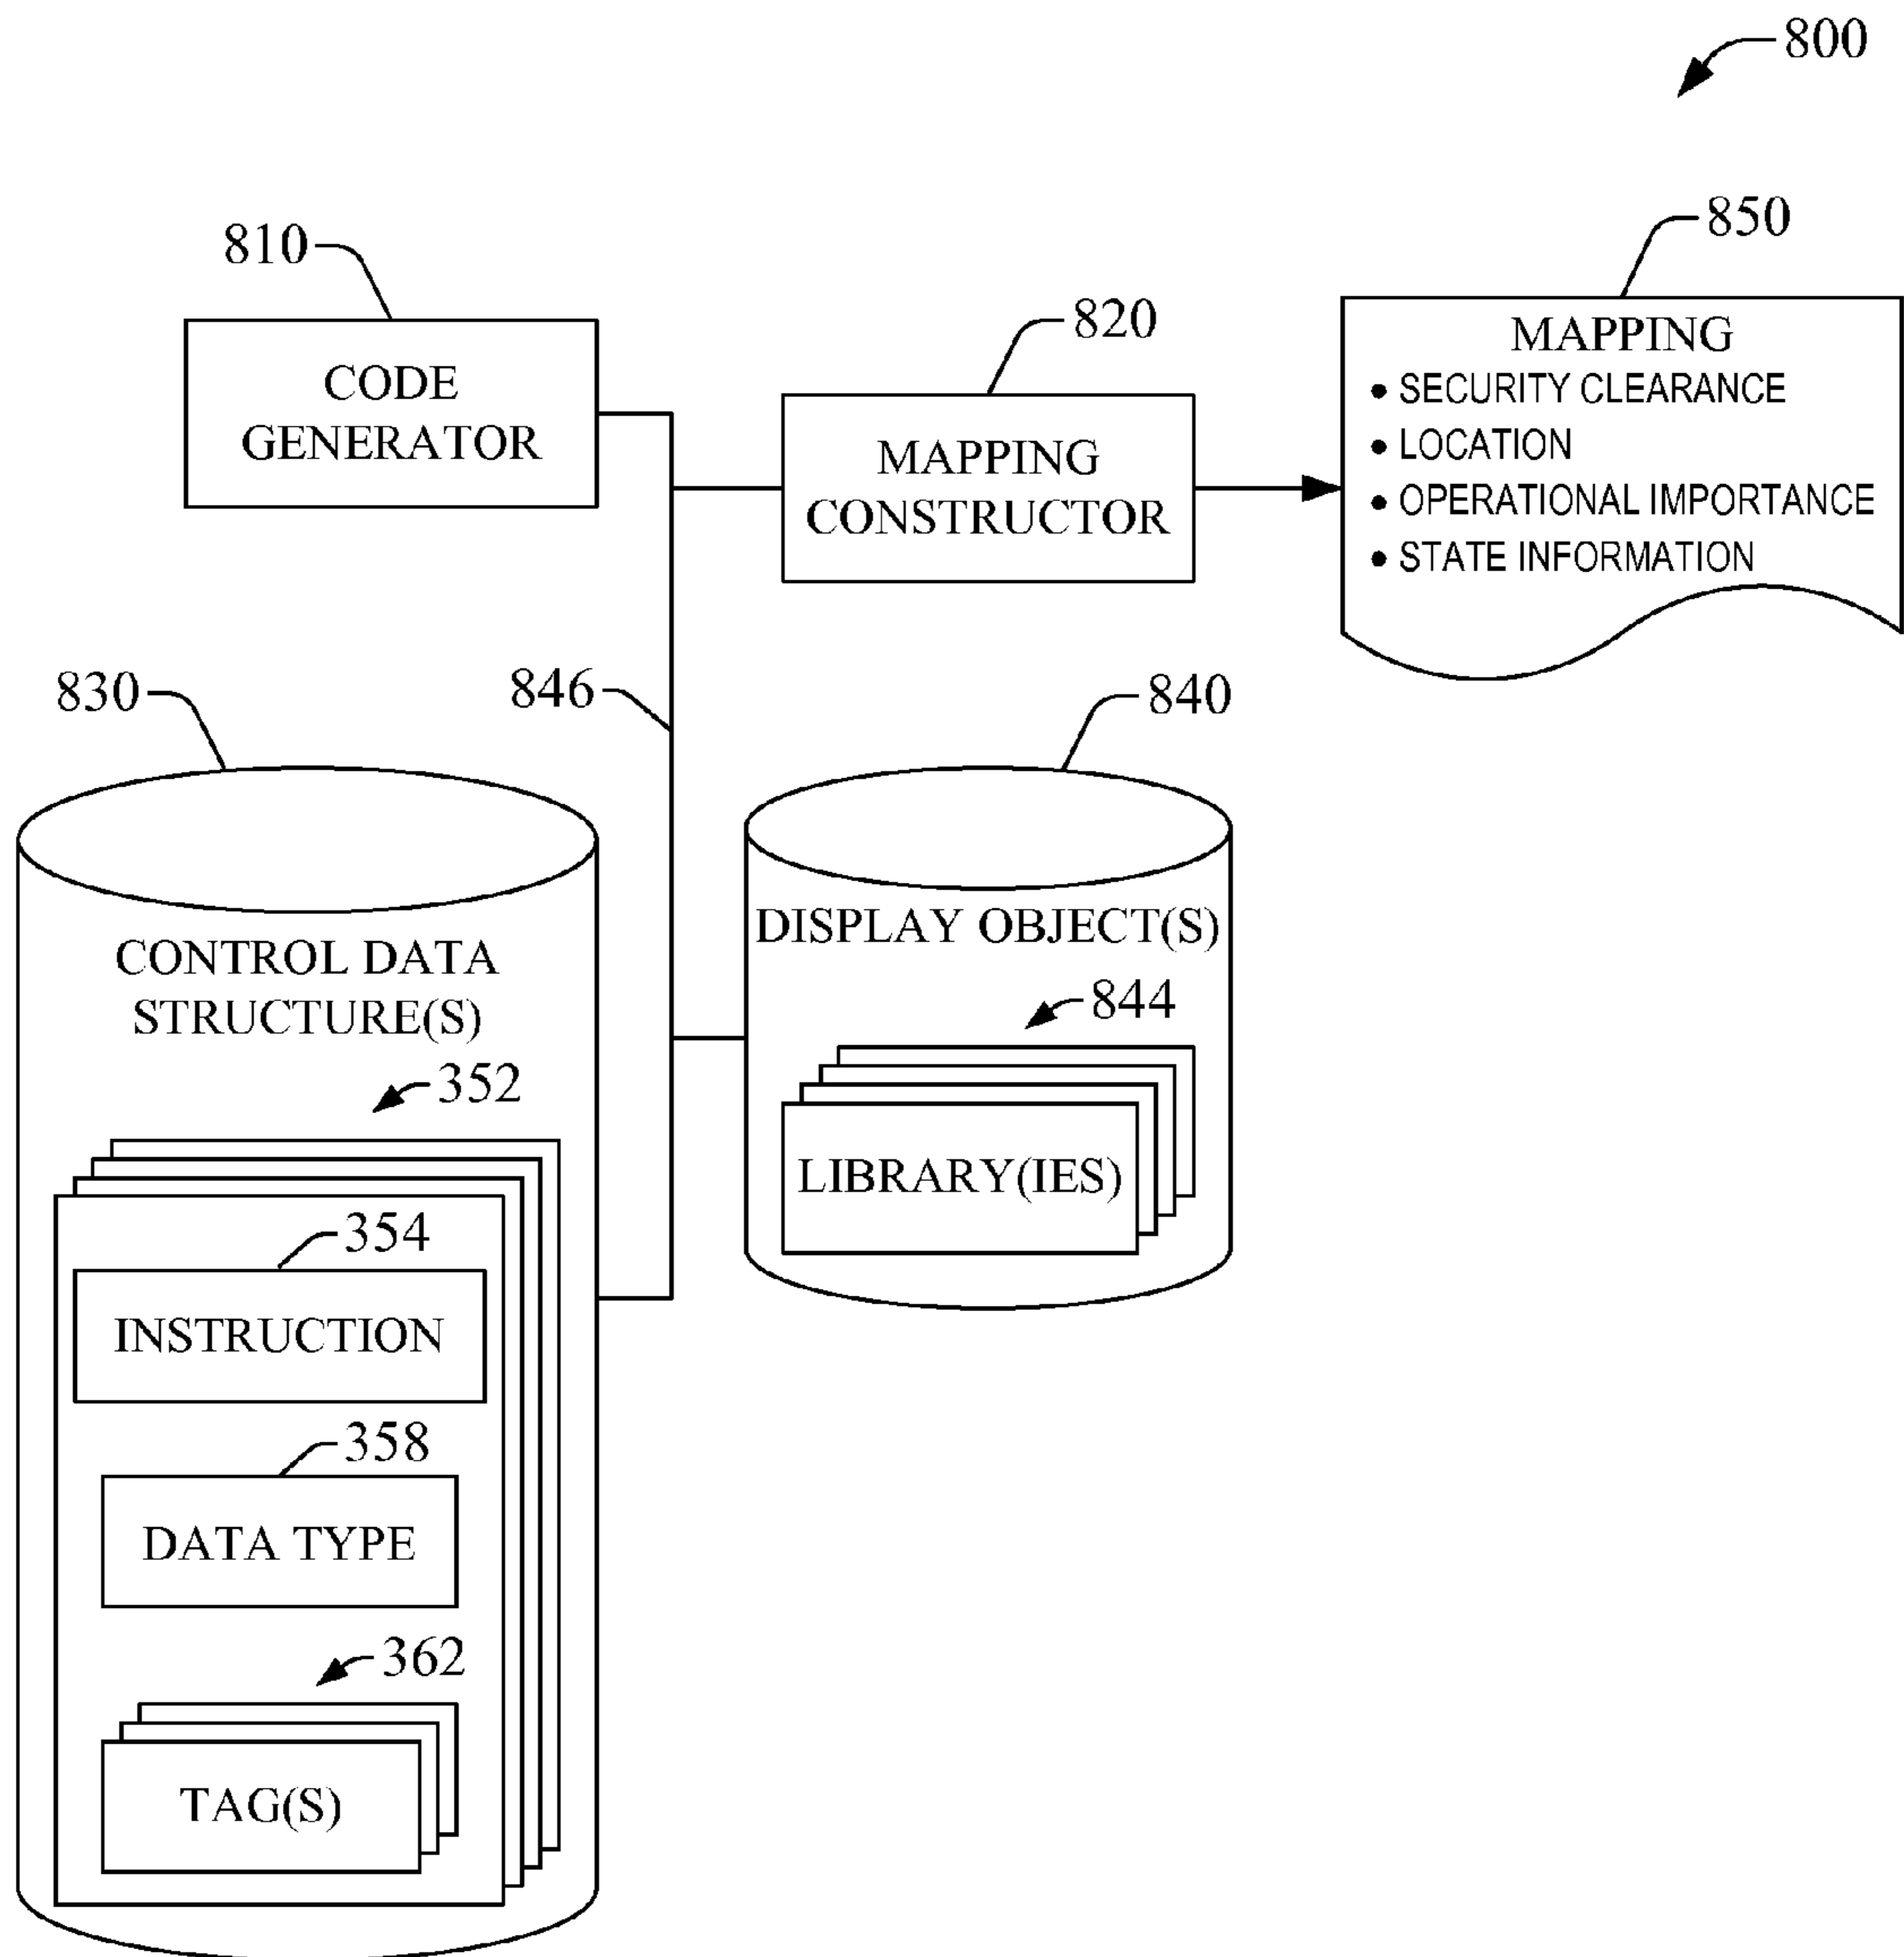 800
850
810
820
MAPPING
• SECURITY CLEARANCE
• LOCATION
• OPERATIONAL IMPORTANCE
• STATE INFORMATION
CODE
GENERATOR
MAPPING
CONSTRUCTOR
830
846
840
CONTROL DATA
STRUCTURE(S)
352
354
INSTRUCTION
358
DATA TYPE
362
TAG(S)
DISPLAY OBJECT(S)
844
LIBRARY(IES)